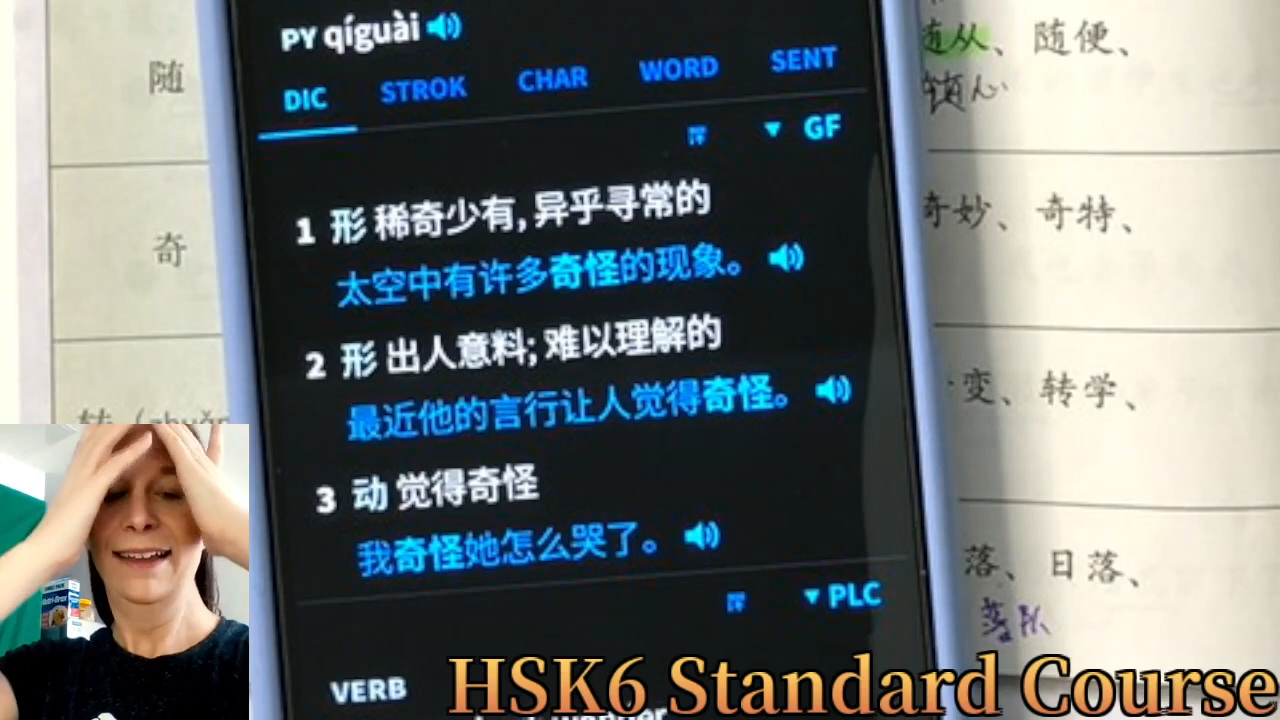 PY qíguài
DIC STROK CHAR WORD SENT
GF
1 形 稀奇少有, 异乎寻常的
太空中有许多奇怪的现象。
2 形 出人意料; 难以理解的
最近他的言行让人觉得奇怪。
3 动 觉得奇怪
我奇怪她怎么哭了。
PLC
VERB
随
奇
随从、随便、
随心
奇妙、奇特、
变、转学、
落、日落、
落队
HSK6 Standard Course